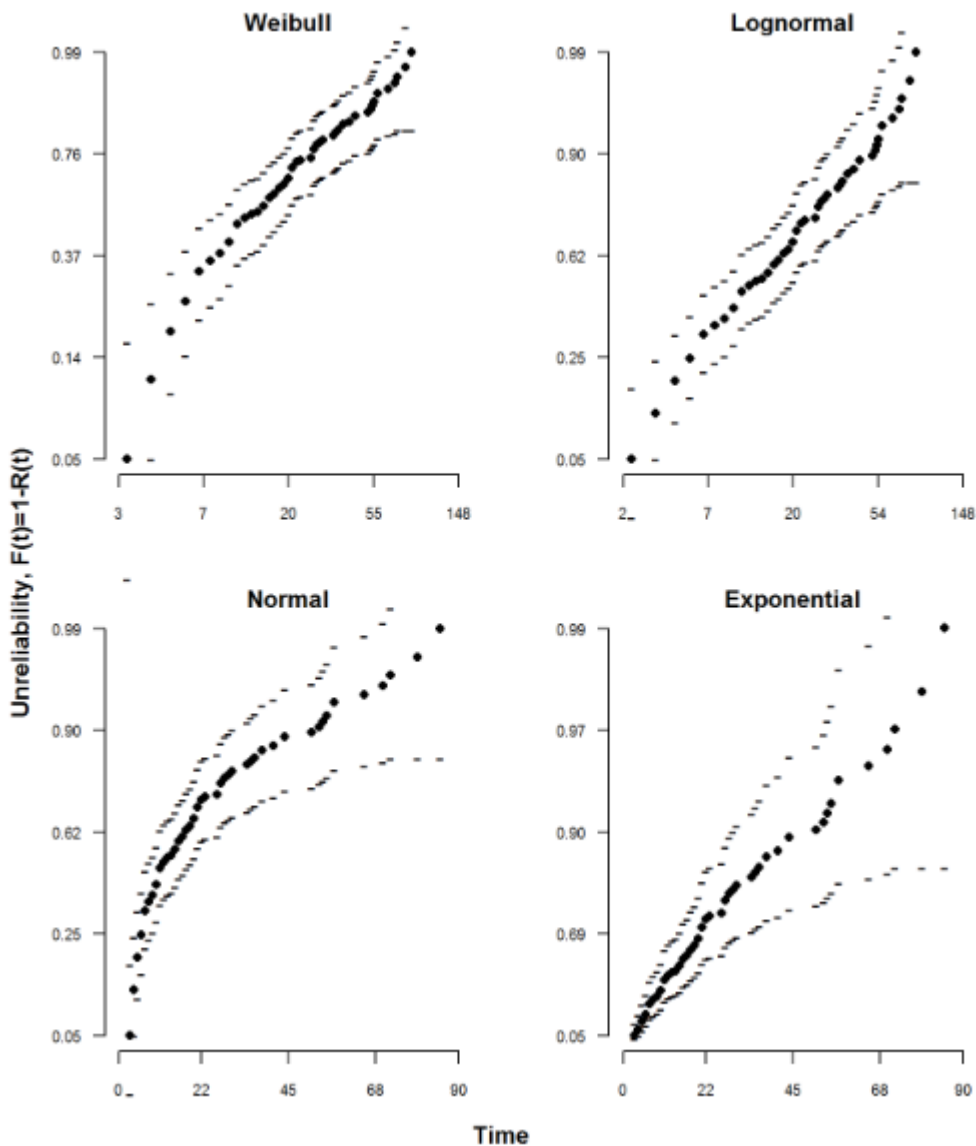 Weibull
0.99
0.76
0.37
0.14
0.05
3 7 20 55 148
Lognormal
0.99
0.90
0.62
0.25
0.05
2 7 20 54 148
Unreliability, F(t)=1-R(t)
Normal
0.99
0.90
0.62
0.25
0.05
0 22 45 68 90
Exponential
0.99
0.97
0.90
0.69
0.05
0 22 45 68 90
Time